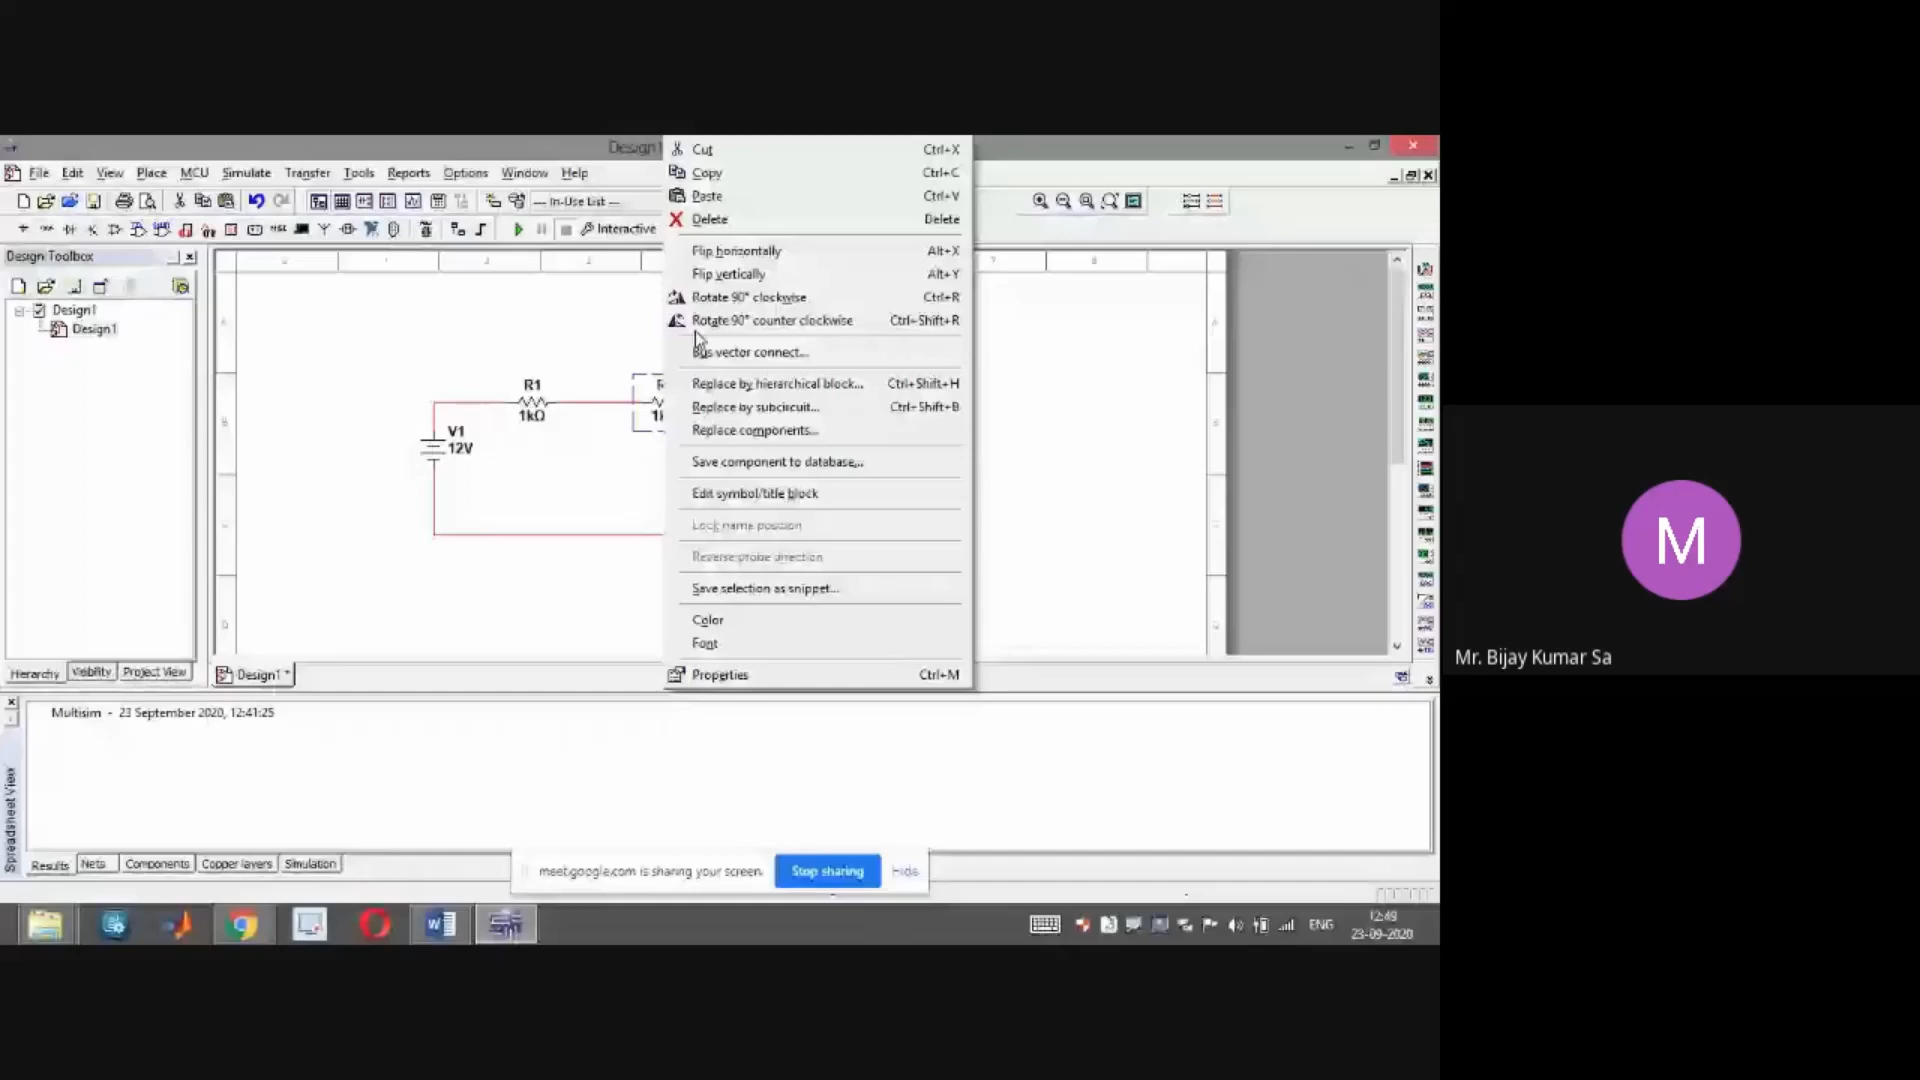 Design1
File Edit View Place MCU Simulate Transfer Tools Reports Options Window Help
--- In-Use List ---
Interactive
Design Toolbox
Design1
Design1
Hierarchy Visibility Project View
R1
1kΩ
V1
12V
Cut Ctrl+X
Copy Ctrl+C
Paste Ctrl+V
Delete Delete
Flip horizontally Alt+X
Flip vertically Alt+Y
Rotate 90° clockwise Ctrl+R
Rotate 90° counter clockwise Ctrl+Shift+R
Bus vector connect...
Replace by hierarchical block... Ctrl+Shift+H
Replace by subcircuit... Ctrl+Shift+B
Replace components...
Save component to database...
Edit symbol/title block
Lock name position
Reverse probe direction
Save selection as snippet...
Color
Font
Properties Ctrl+M
Design1 *
Multisim - 23 September 2020, 12:41:25
Spreadsheet View
Results Nets Components Copper layers Simulation
meet.google.com is sharing your screen. Stop sharing Hide
ENG
12:49
23-09-2020
M
Mr. Bijay Kumar Sa